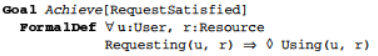 Goal Achieve[RequestSatisfied]
FormalDef ∀ u:User, r:Resource
Requesting(u, r) ⇒ ◊ Using(u, r)